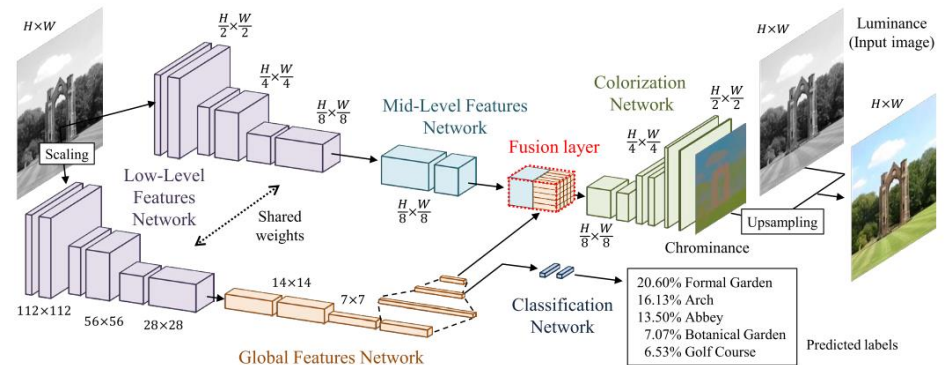 H×W
Scaling
H/2×W/2
H/4×W/4
H/8×W/8
Low-Level
Features
Network
Shared
weights
112×112
56×56
28×28
14×14
7×7
Global Features Network
Mid-Level Features
Network
H/8×W/8
Fusion layer
Classification
Network
Colorization
Network
H/8×W/8
H/4×W/4
H/2×W/2
Chrominance
H×W
Luminance
(Input image)
Upsampling
H×W
20.60% Formal Garden
16.13% Arch
13.50% Abbey
7.07% Botanical Garden
6.53% Golf Course
Predicted labels